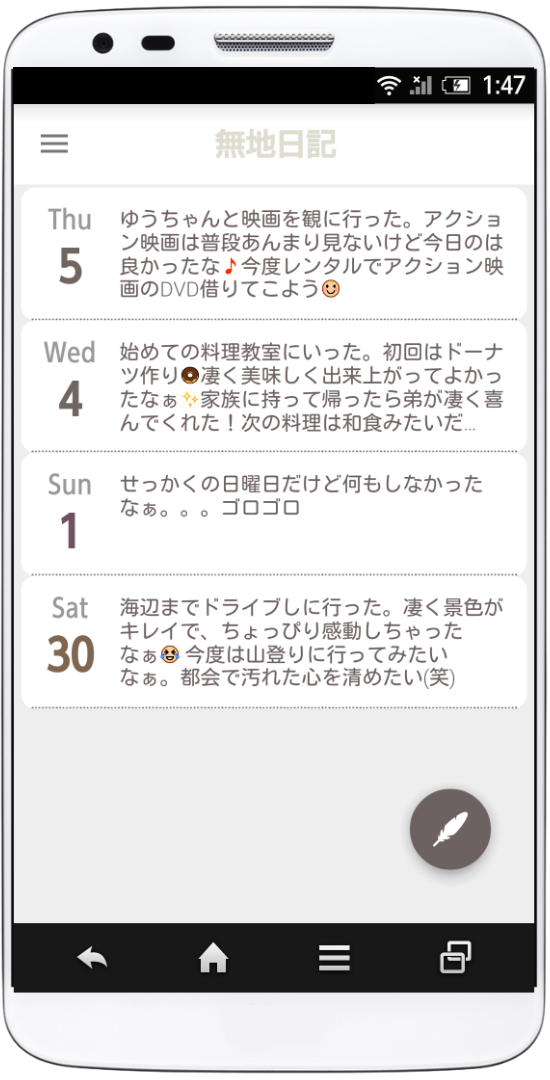 1:47
無地日記
Thu
5
ゆうちゃんと映画を観に行った。アクショ
ン映画は普段あんまり見ないけど今日のは
良かったな♪今度レンタルでアクション映
画のDVD借りてこよう🙂
Wed
4
始めての料理教室にいった。初回はドーナ
ツ作り🍩凄く美味しく出来上がってよかっ
たなぁ✨家族に持って帰ったら弟が凄く喜
んでくれた！次の料理は和食みたいだ...
Sun
1
せっかくの日曜日だけど何もしなかった
なぁ。。。ゴロゴロ
Sat
30
海辺までドライブしに行った。凄く景色が
キレイで、ちょっぴり感動しちゃった
なぁ😂今度は山登りに行ってみたい
なぁ。都会で汚れた心を清めたい(笑)